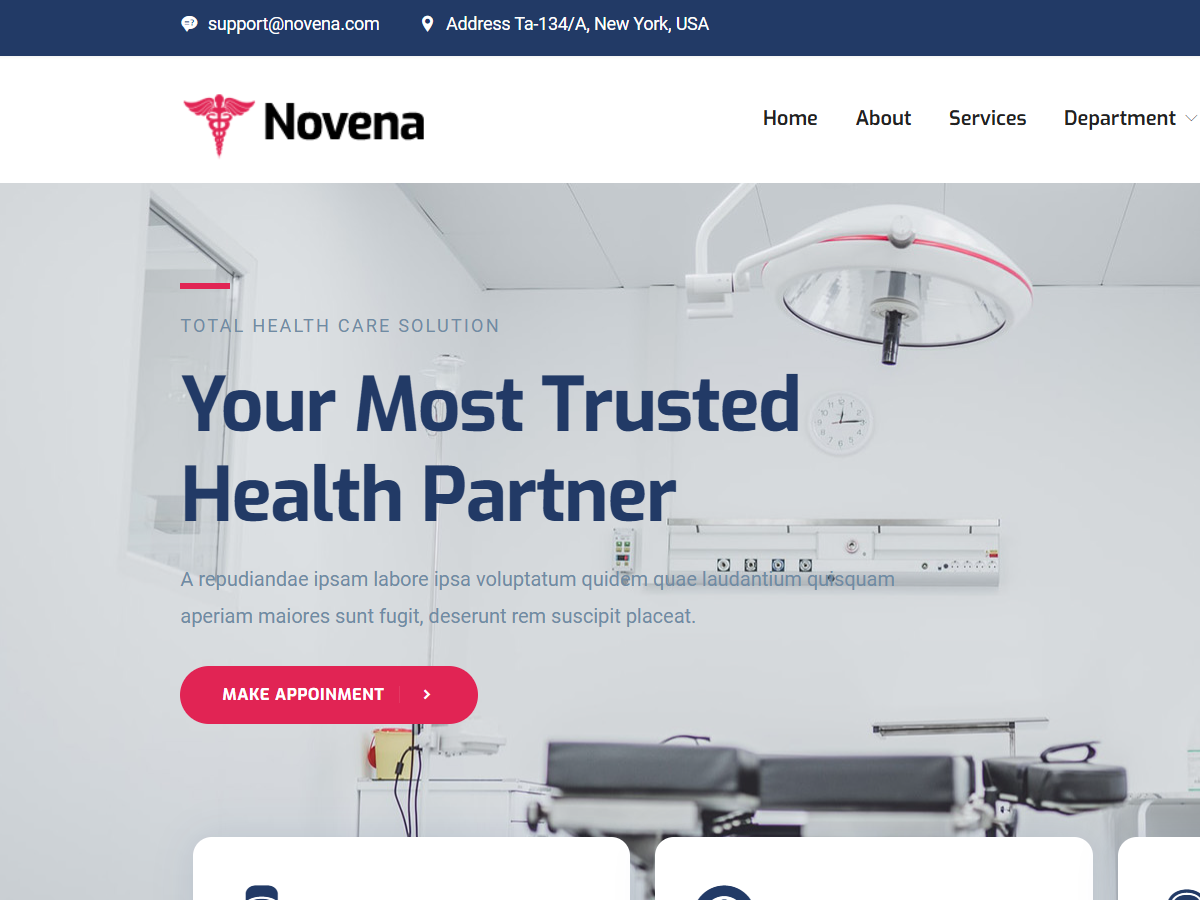 support@novena.com
Address Ta-134/A, New York, USA
Novena
Home
About
Services
Department
TOTAL HEALTH CARE SOLUTION
Your Most Trusted
Health Partner
A repudiandae ipsam labore ipsa voluptatum quidem quae laudantium quisquam
aperiam maiores sunt fugit, deserunt rem suscipit placeat.
MAKE APPOINMENT